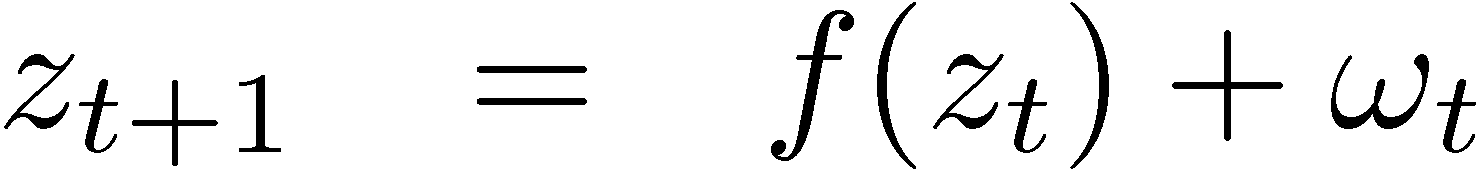 z_{t+1} = f(z_t) + ω_t